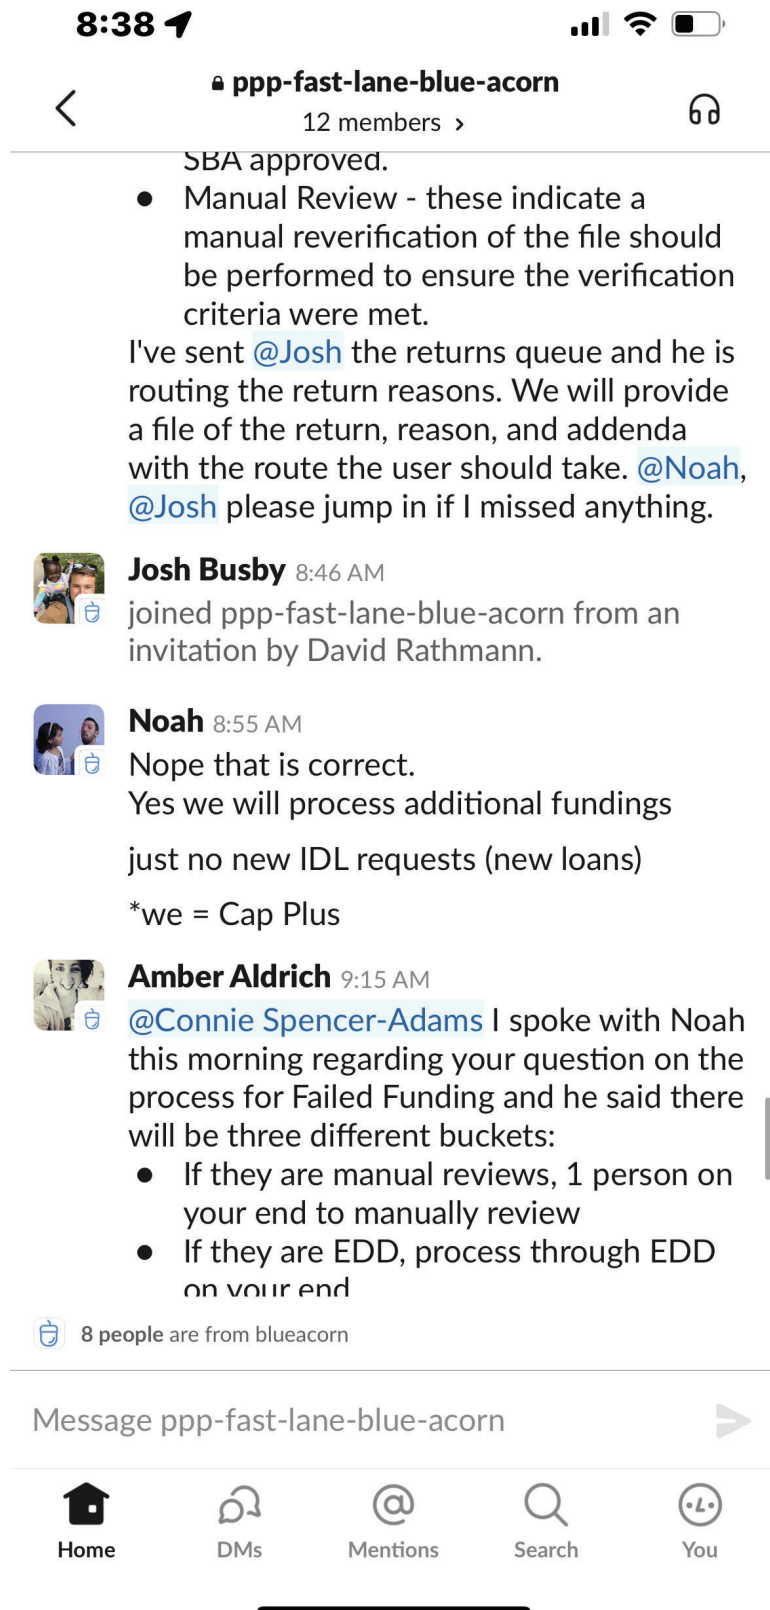 8:38
ppp-fast-lane-blue-acorn
12 members >
SBA approved.
• Manual Review - these indicate a
manual reverification of the file should
be performed to ensure the verification
criteria were met.
I've sent @Josh the returns queue and he is
routing the return reasons. We will provide
a file of the return, reason, and addenda
with the route the user should take. @Noah,
@Josh please jump in if I missed anything.
Josh Busby 8:46 AM
joined ppp-fast-lane-blue-acorn from an
invitation by David Rathmann.
Noah 8:55 AM
Nope that is correct.
Yes we will process additional fundings
just no new IDL requests (new loans)
*we = Cap Plus
Amber Aldrich 9:15 AM
@Connie Spencer-Adams I spoke with Noah
this morning regarding your question on the
process for Failed Funding and he said there
will be three different buckets:
• If they are manual reviews, 1 person on
your end to manually review
• If they are EDD, process through EDD
on your end
8 people are from blueacorn
Message ppp-fast-lane-blue-acorn
Home DMs Mentions Search You